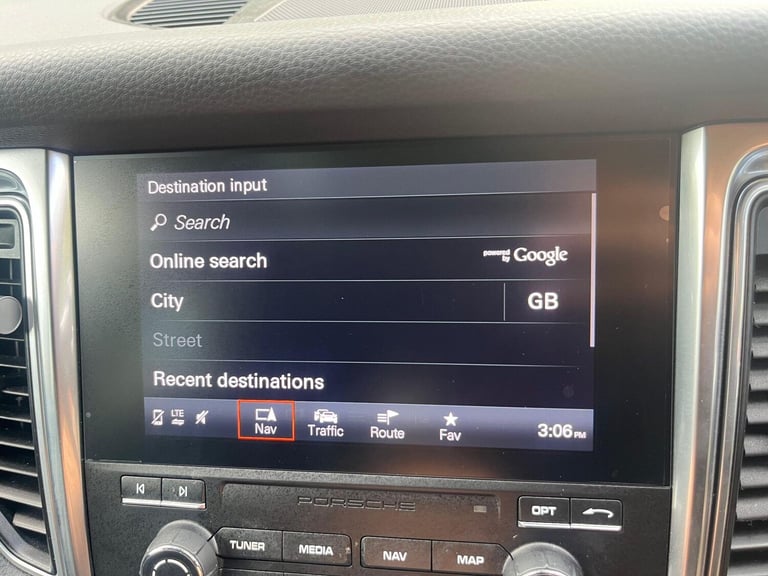 Destination input
Search
Online search powered by Google
City GB
Street
Recent destinations
LTE Nav Traffic Route Fav 3:06 PM
PORSCHE
OPT
TUNER MEDIA NAV MAP